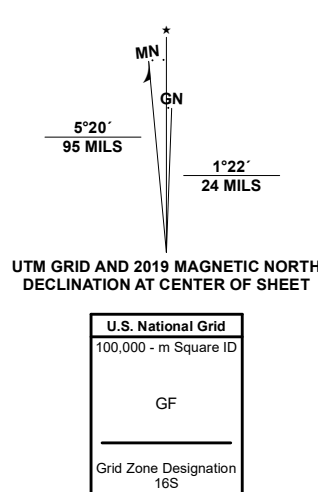 MN
GN
5°20´
95 MILS
1°22´
24 MILS
UTM GRID AND 2019 MAGNETIC NORTH
DECLINATION AT CENTER OF SHEET
U.S. National Grid
100,000 - m Square ID
GF
Grid Zone Designation
16S